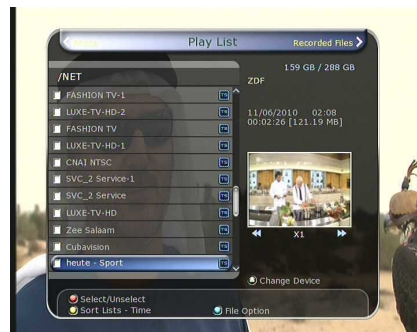 Play List
Recorded Files
159 GB / 288 GB
/NET
ZDF
FASHION TV-1
LUXE-TV-HD-2
11/06/2010 02:08
FASHION TV
00:02:26 [121.19 MB]
LUXE-TV-HD-1
CNAI NTSC
SVC_2 Service-1
SVC_2 Service
LUXE-TV-HD
Zee Salaam
X1
Cubavision
heute - Sport
Change Device
Select/Unselect
Sort Lists - Time
File Option